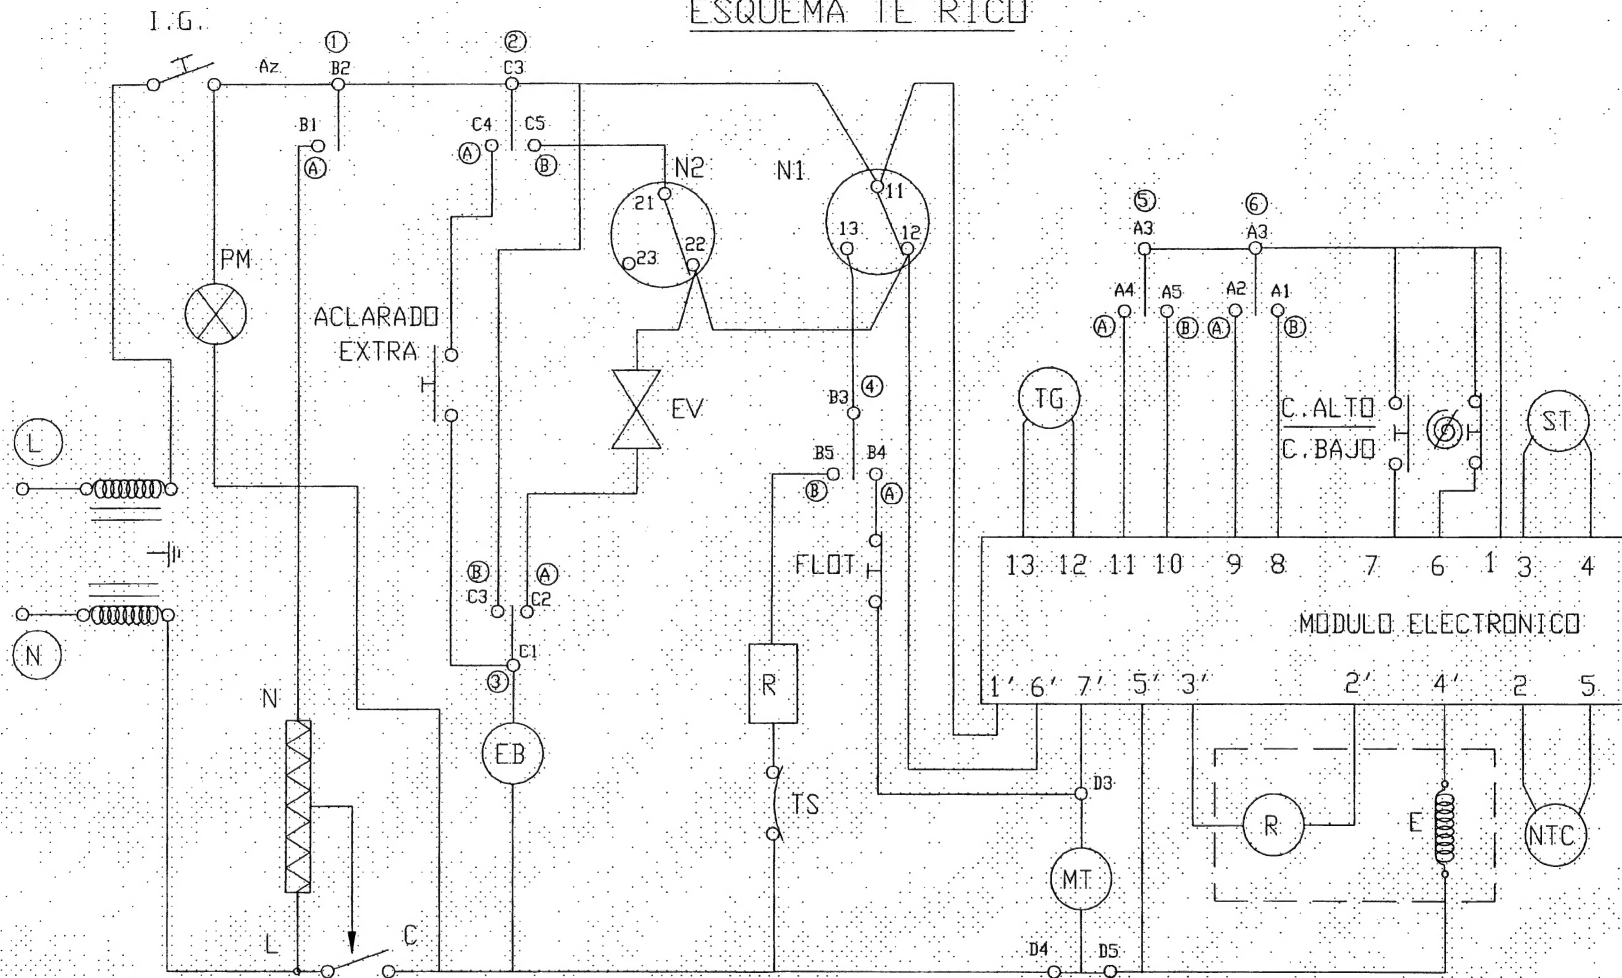 ESQUEMA TE RICO
I.G.
Az
1
B2
2
C3
B1
A
C4
A
C5
B
N2
21
22
23
N1
11
13
12
5
A3
6
A3
A4
A
A5
B
A2
A
A1
B
PM
ACLARADO
EXTRA
EV
B3
4
B5
B
B4
A
TG
C.ALTO
C.BAJO
ST
L
N
FLOT
13 12 11 10 9 8 7 6 1 3 4
MODULO ELECTRONICO
1' 6' 7' 5' 3' 2' 4' 2 5
B
C3
A
C2
C1
3
R
N
EB
TS
D3
R
E
NTC
MT
L
C
D4
D5